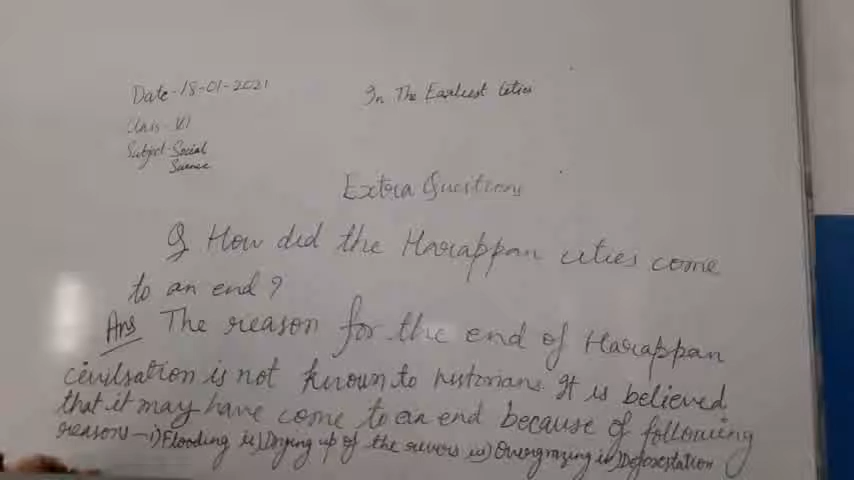 Date-18-01-2021
In The Earliest Cities
Class-VI
Subject-Social
Science
Extra Questions
Q How did the Harappan cities come
to an end?
Ans The reason for the end of Harappan
civilsation is not known to historians. It is believed
that it may have come to an end because of following
reasons-i) Flooding ii) Drying up of the rivers iii) Overgrazing iv) Deforestation